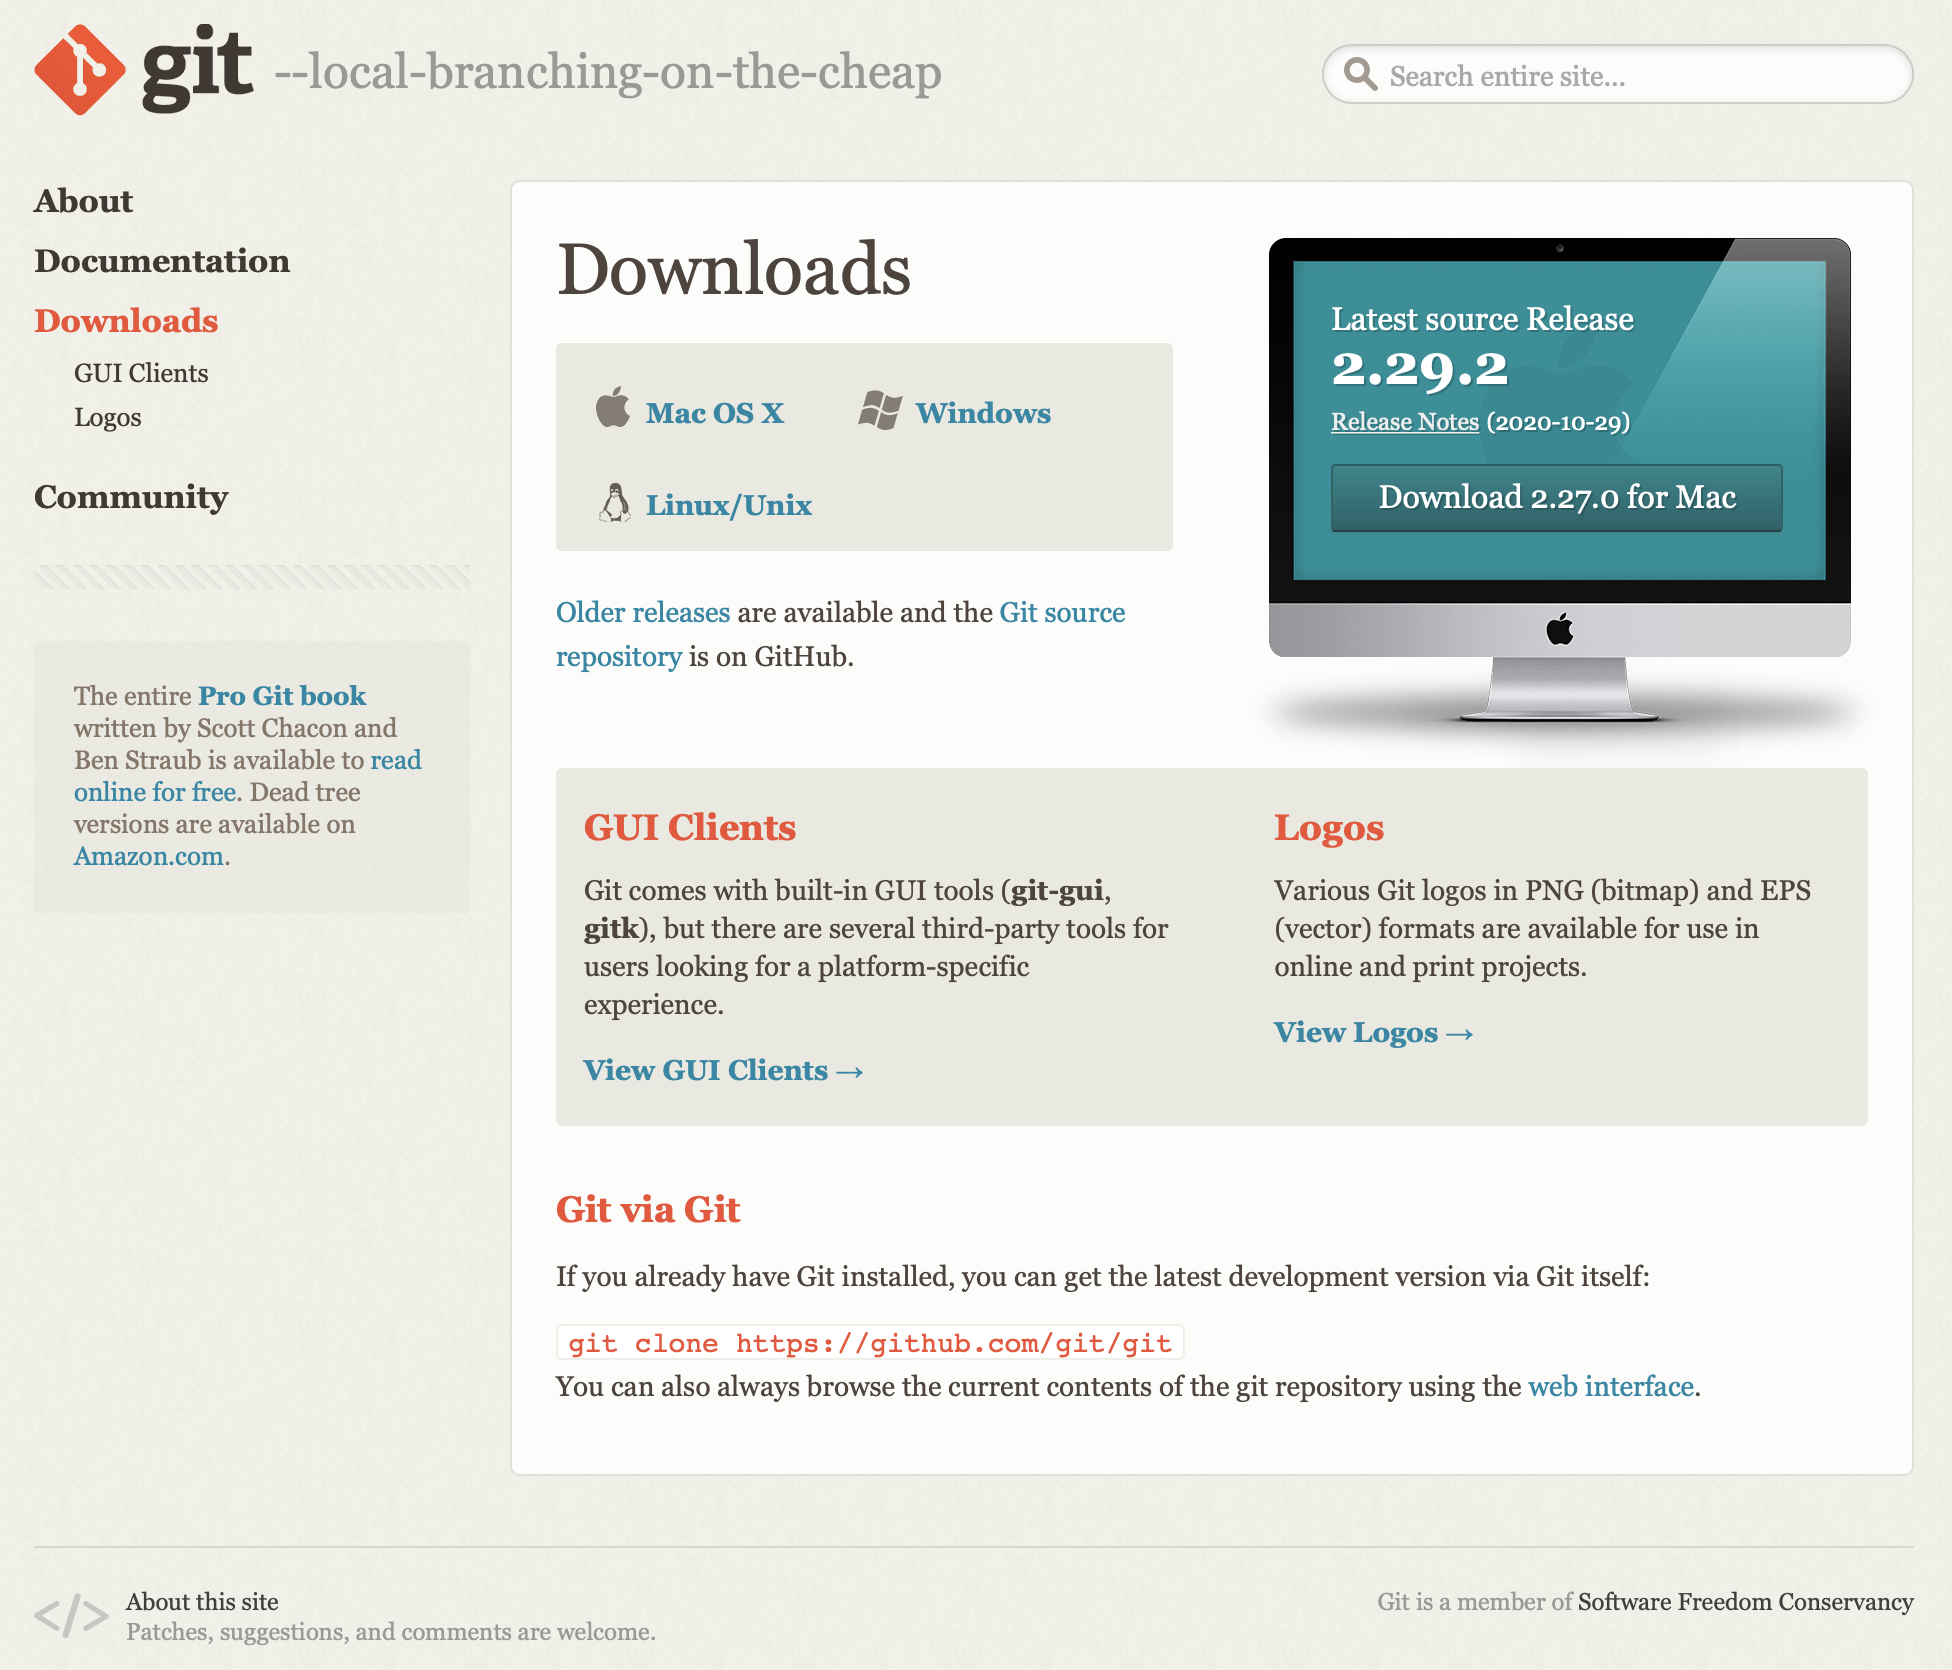 git --local-branching-on-the-cheap
Search entire site...
About
Documentation
Downloads
GUI Clients
Logos
Community
The entire Pro Git book
written by Scott Chacon and
Ben Straub is available to read
online for free. Dead tree
versions are available on
Amazon.com.
Downloads
Mac OS X
Windows
Linux/Unix
Older releases are available and the Git source
repository is on GitHub.
Latest source Release
2.29.2
Release Notes (2020-10-29)
Download 2.27.0 for Mac
GUI Clients
Git comes with built-in GUI tools (git-gui,
gitk), but there are several third-party tools for
users looking for a platform-specific
experience.
View GUI Clients →
Logos
Various Git logos in PNG (bitmap) and EPS
(vector) formats are available for use in
online and print projects.
View Logos →
Git via Git
If you already have Git installed, you can get the latest development version via Git itself:
git clone https://github.com/git/git
You can also always browse the current contents of the git repository using the web interface.
</> About this site
Patches, suggestions, and comments are welcome.
Git is a member of Software Freedom Conservancy